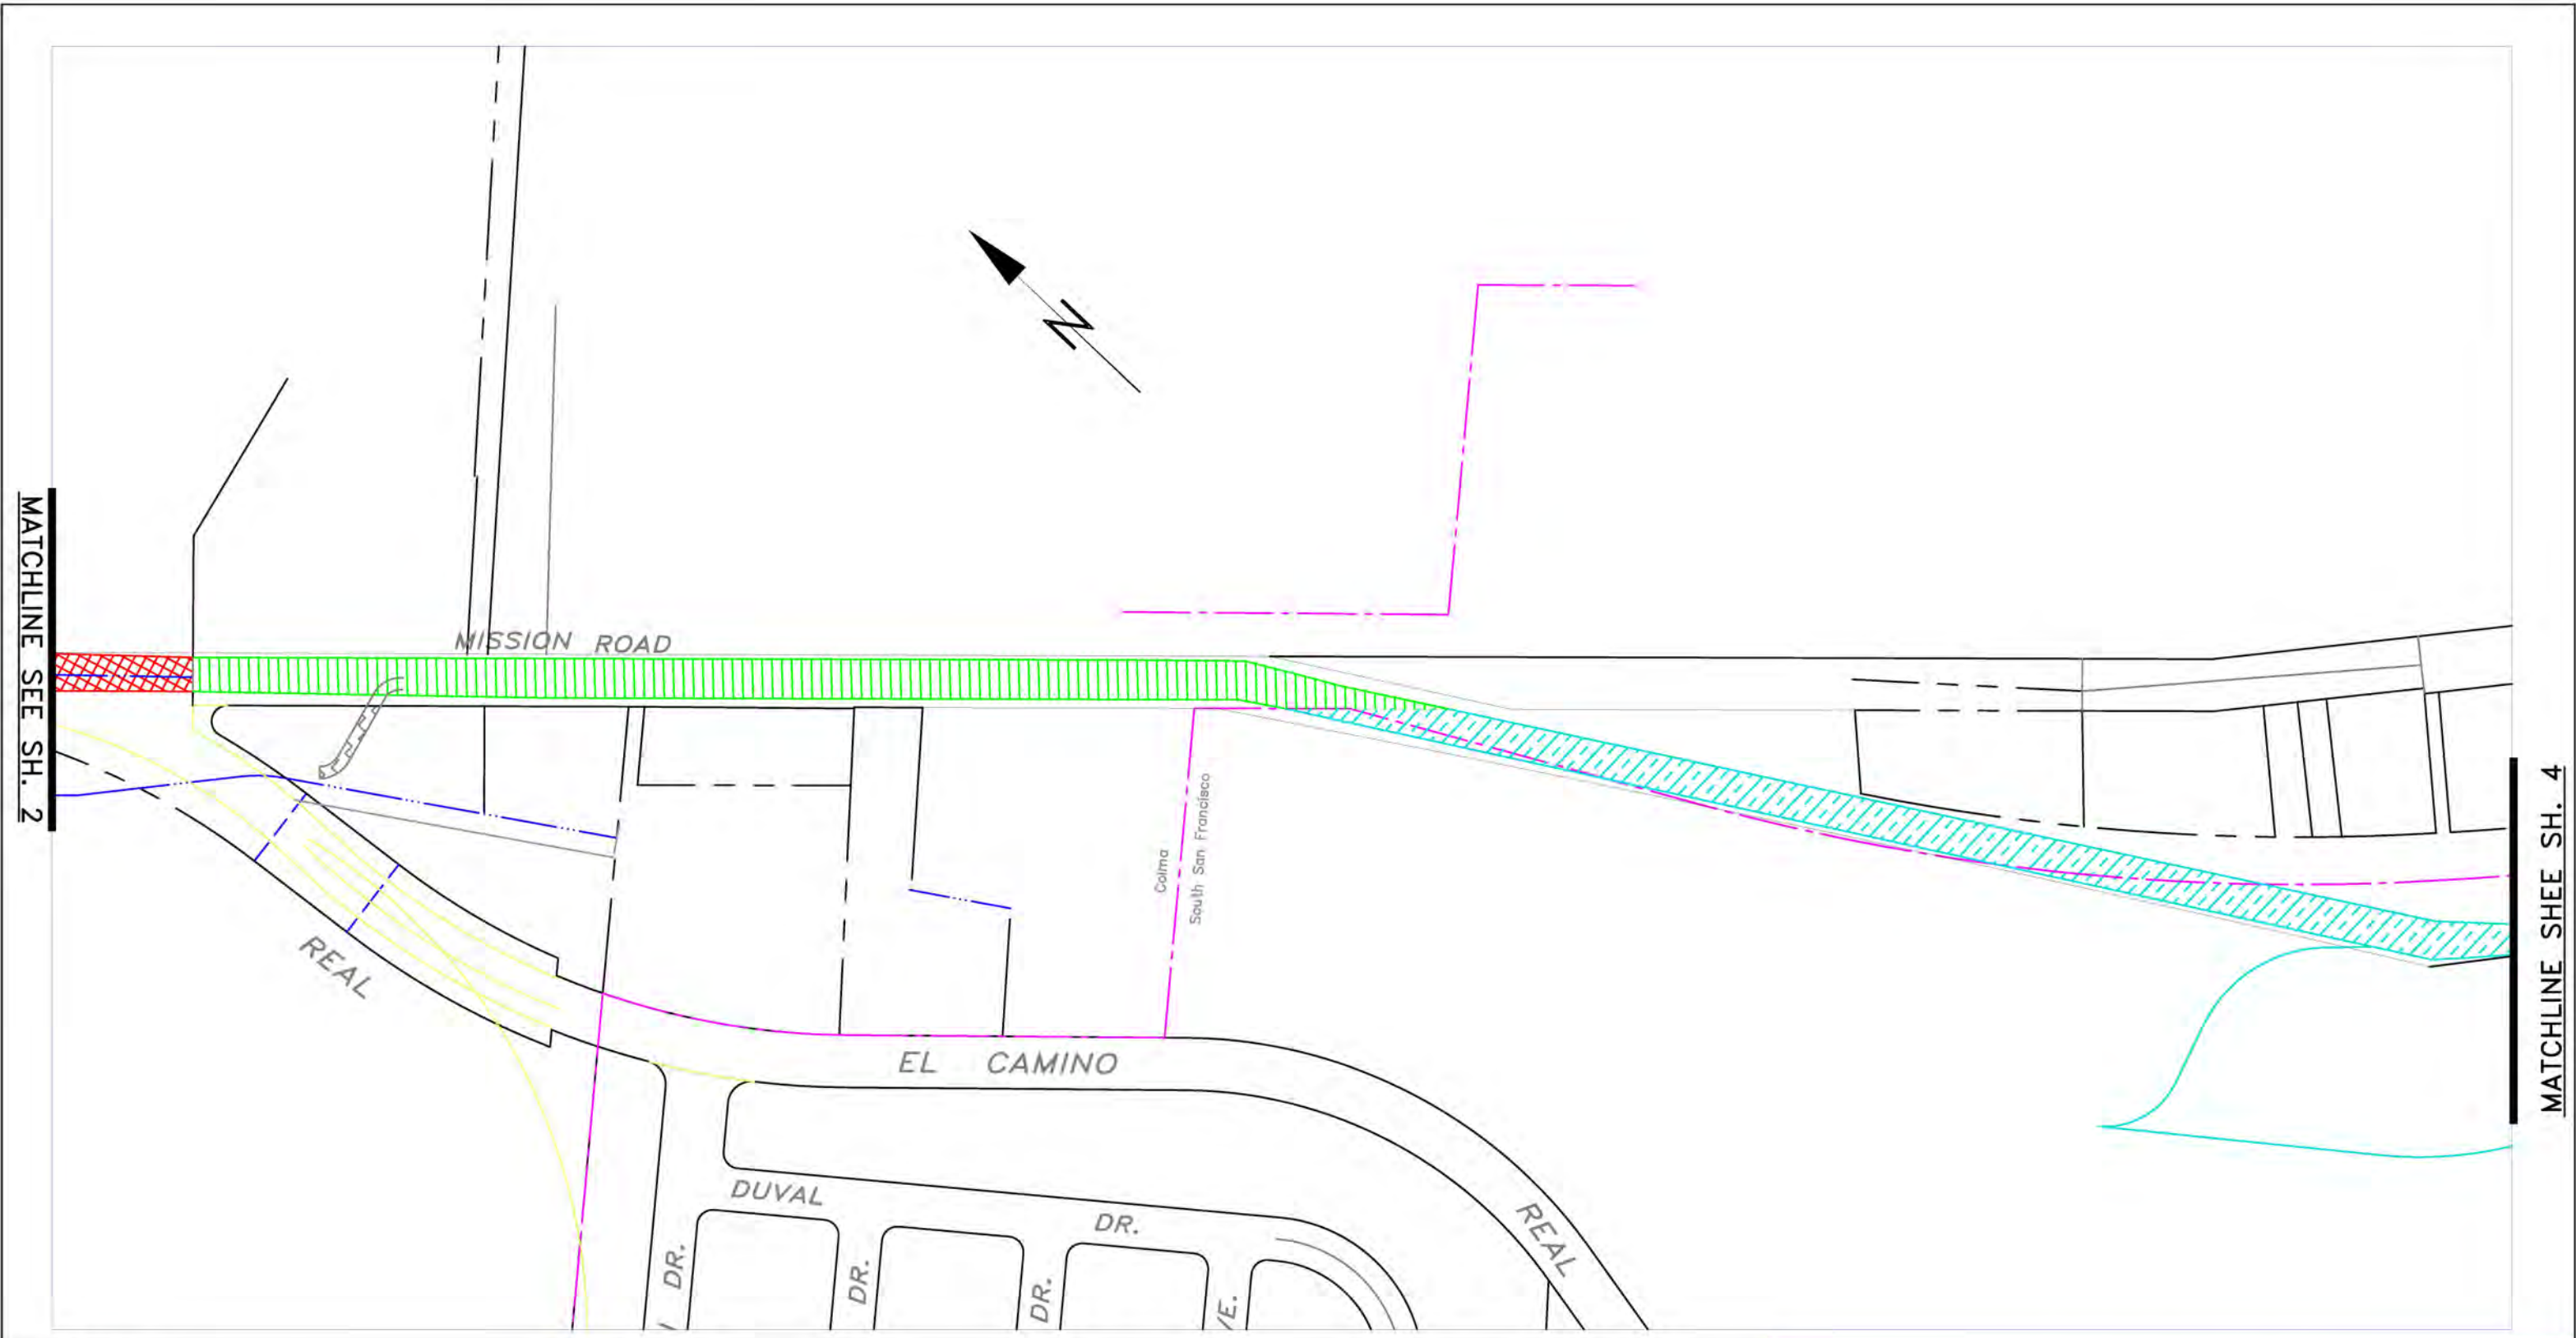 N
MISSION ROAD
MATCHLINE SEE SH. 2
MATCHLINE SHEE SH. 4
Colma
South San Francisco
REAL
EL CAMINO
REAL
DUVAL
DR.
DR.
DR.
DR.